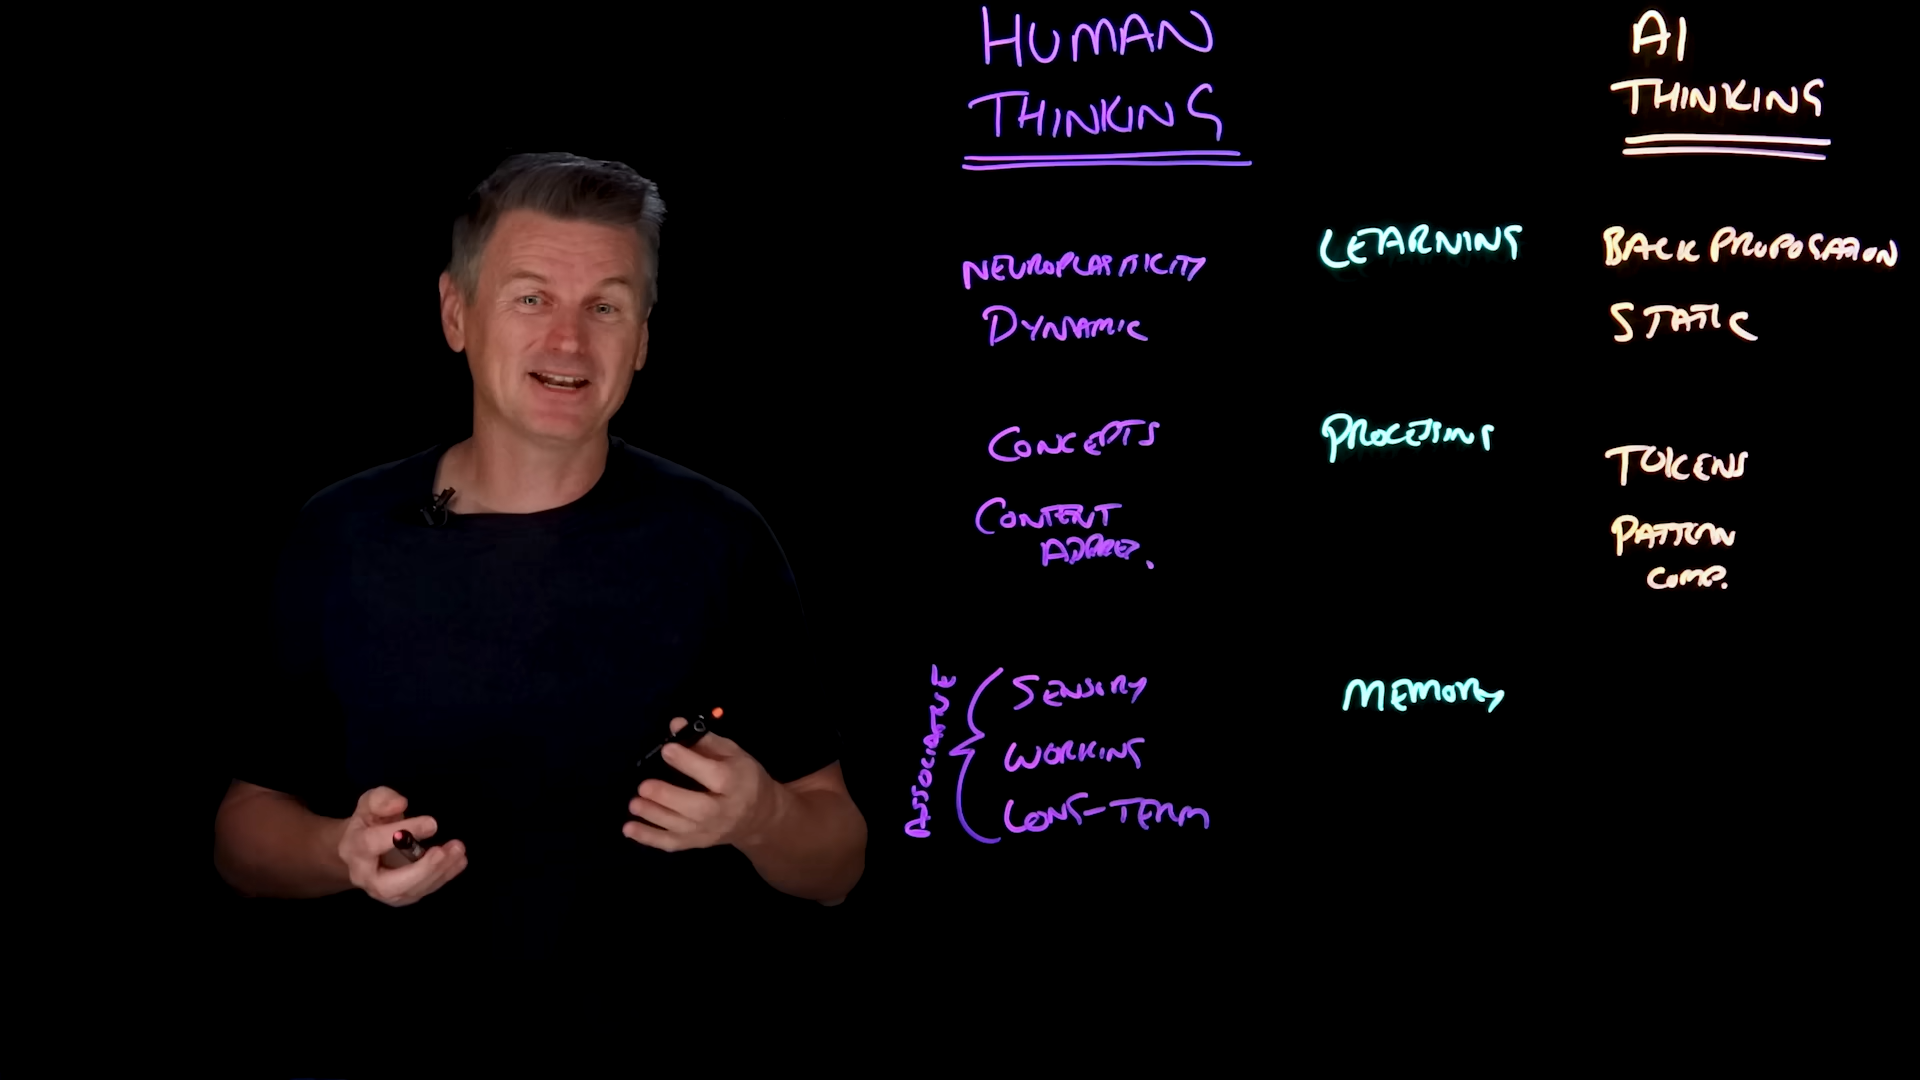 HUMAN
THINKING
AI
THINKING
LEARNING
NEUROPLASTICITY
DYNAMIC
BACK PROPOGATION
STATIC
PROCESSING
CONCEPTS
CONTENT
ADDRE.
TOKENS
PATTERN
COMP.
MEMORY
ASSOCIATIVE
SENSORY
WORKING
LONG-TERM